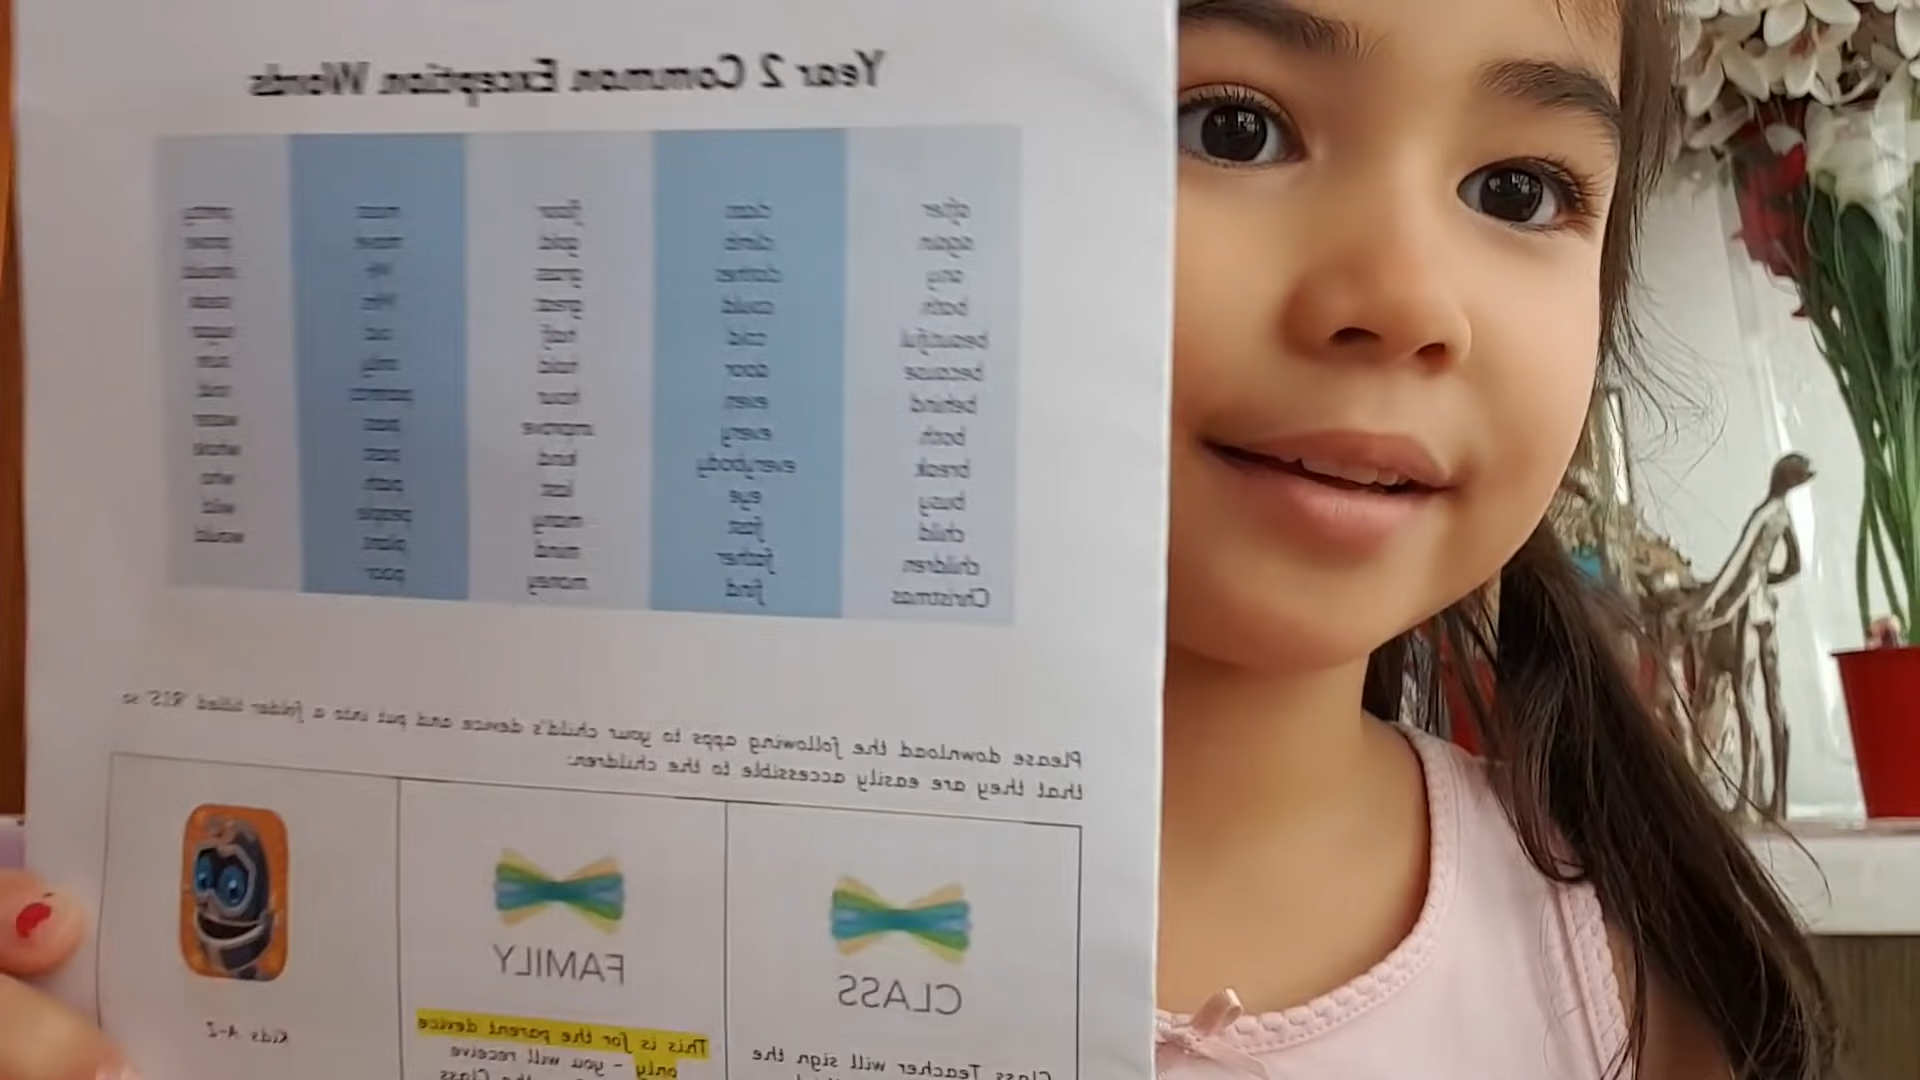 Year 2 Common Exception Words
after
again
any
bath
beautiful
because
behind
both
break
busy
child
children
Christmas
class
climb
clothes
could
cold
door
even
every
everybody
eye
fast
father
find
floor
gold
grass
great
half
hold
hour
improve
kind
last
many
mind
money
most
move
Mr
Mrs
old
only
parents
pass
past
path
people
plant
poor
pretty
prove
should
sugar
sure
told
water
whole
who
wild
would
Please download the following apps to your child's device and put into a folder titled 'RLS' so
that they are easily accessible to the children:
CLASS
Class Teacher will sign the
FAMILY
This is for the parent device
only - you will receive
the Class
Kids A-Z